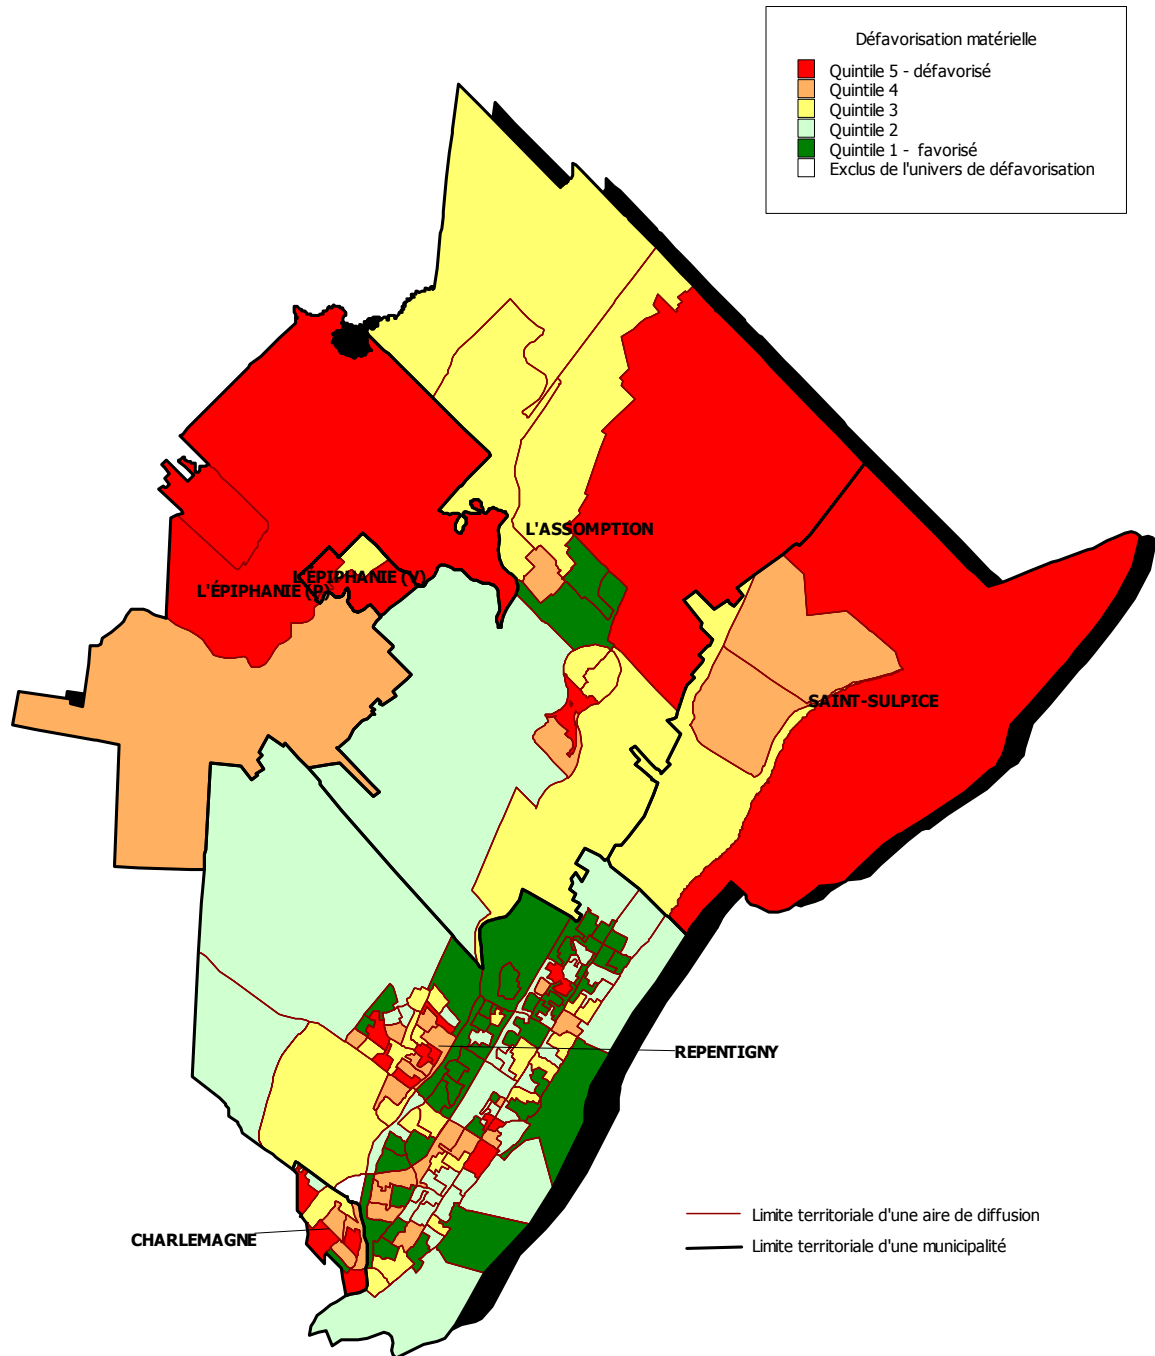 Défavorisation matérielle
Quintile 5 - défavorisé
Quintile 4
Quintile 3
Quintile 2
Quintile 1 - favorisé
Exclus de l'univers de défavorisation
L'ASSOMPTION
L'ÉPIPHANIE (V)
L'ÉPIPHANIE (P)
SAINT-SULPICE
REPENTIGNY
CHARLEMAGNE
Limite territoriale d'une aire de diffusion
Limite territoriale d'une municipalité